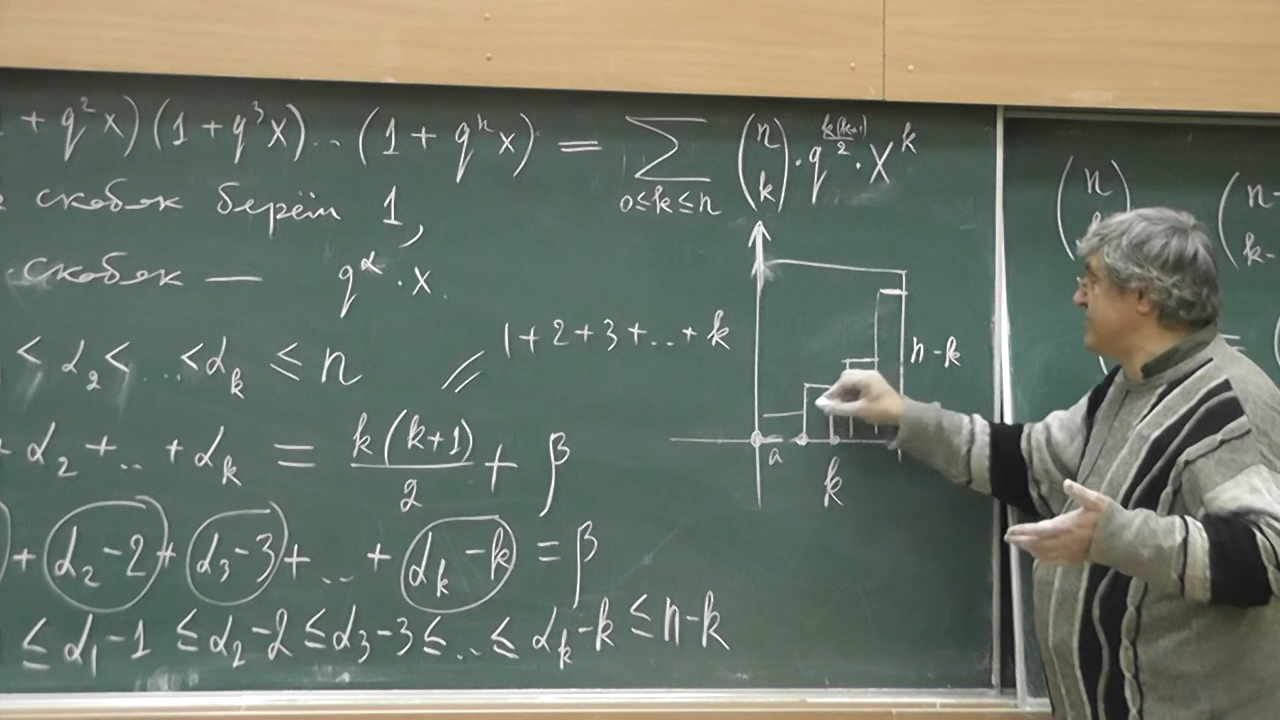 + q²x)(1 + q³x)...(1 + qⁿx) = ∑_{0≤k≤n} (n k) · q^{k(k+1)/2} · x^k
скобок берём 1,
скобок — q^α · x.
< α₂ < ... < α_k ≤ n
1 + 2 + 3 + ... + k
//
+ α₂ + ... + α_k = k(k+1)/2 + β
) + (α₂ - 2) + (α₃ - 3) + ... + (α_k - k) = β
≤ α₁ - 1 ≤ α₂ - 2 ≤ α₃ - 3 ≤ ... ≤ α_k - k ≤ n - k
n - k
a
k
(n
(n-
k-
=